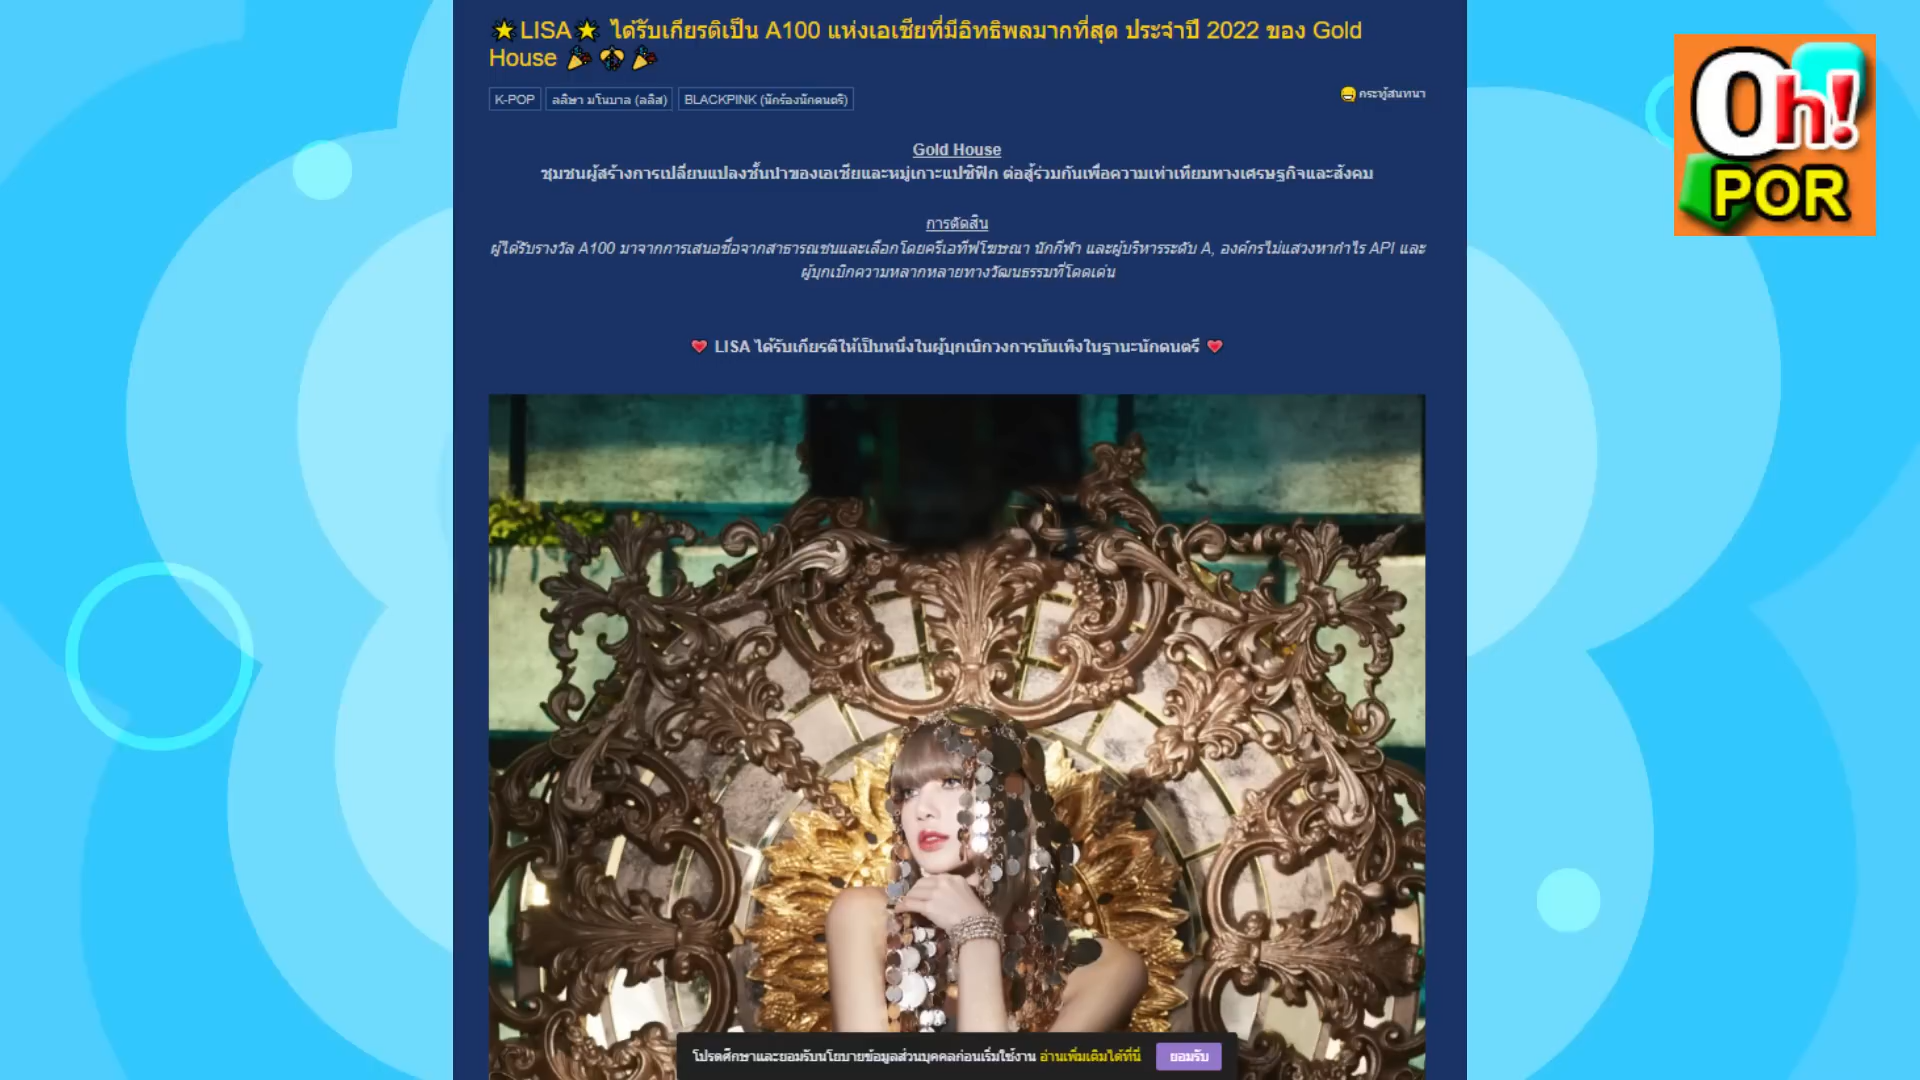 LISA ได้รับเกียรติเป็น A100 แห่งเอเชียที่มีอิทธิพลมากที่สุด ประจำปี 2022 ของ Gold
House
K-POP ลลิษา มโนบาล (ลลิส) BLACKPINK (นักร้องนักดนตรี)
กระทู้สนทนา
Gold House
ชุมชนผู้สร้างการเปลี่ยนแปลงชั้นนำของเอเชียและหมู่เกาะแปซิฟิก ต่อสู้ร่วมกันเพื่อความเท่าเทียมทางเศรษฐกิจและสังคม
การตัดสิน
ผู้ได้รับรางวัล A100 มาจากการเสนอชื่อจากสาธารณชนและเลือกโดยครีเอทีฟโฆษณา นักกีฬา และผู้บริหารระดับ A, องค์กรไม่แสวงหากำไร API และ
ผู้บุกเบิกความหลากหลายทางวัฒนธรรมที่โดดเด่น
LISA ได้รับเกียรติให้เป็นหนึ่งในผู้บุกเบิกวงการบันเทิงในฐานะนักดนตรี
โปรดศึกษาและยอมรับนโยบายข้อมูลส่วนบุคคลก่อนเริ่มใช้งาน อ่านเพิ่มเติมได้ที่นี่ ยอมรับ
Oh!
POR